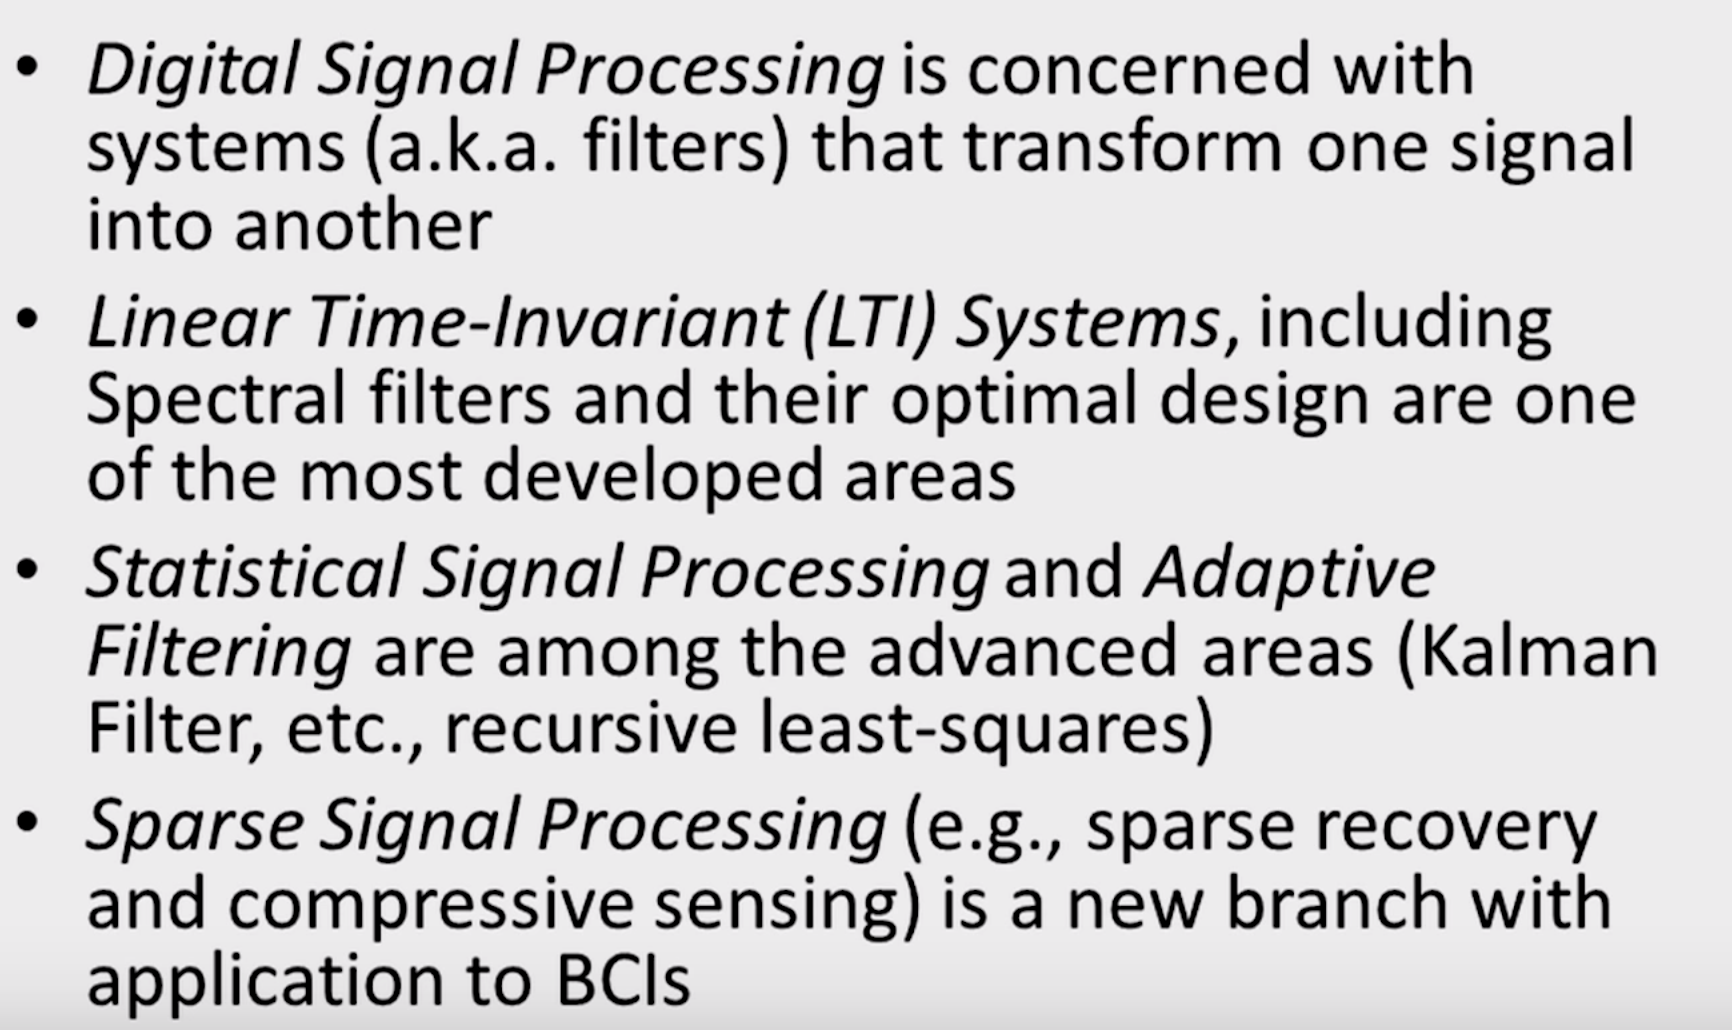 • Digital Signal Processing is concerned with
systems (a.k.a. filters) that transform one signal
into another
• Linear Time-Invariant (LTI) Systems, including
Spectral filters and their optimal design are one
of the most developed areas
• Statistical Signal Processing and Adaptive
Filtering are among the advanced areas (Kalman
Filter, etc., recursive least-squares)
• Sparse Signal Processing (e.g., sparse recovery
and compressive sensing) is a new branch with
application to BCIs